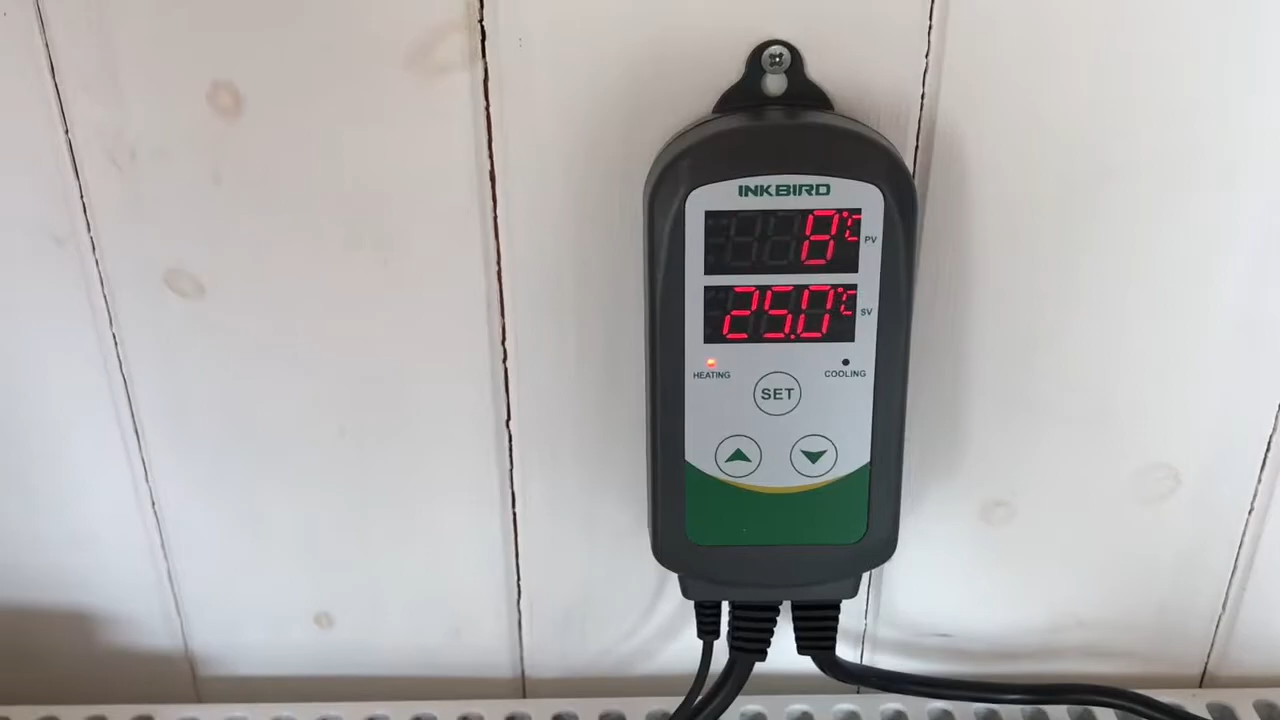 INKBIRD
8°C PV
25.0°C SV
HEATING
COOLING
SET